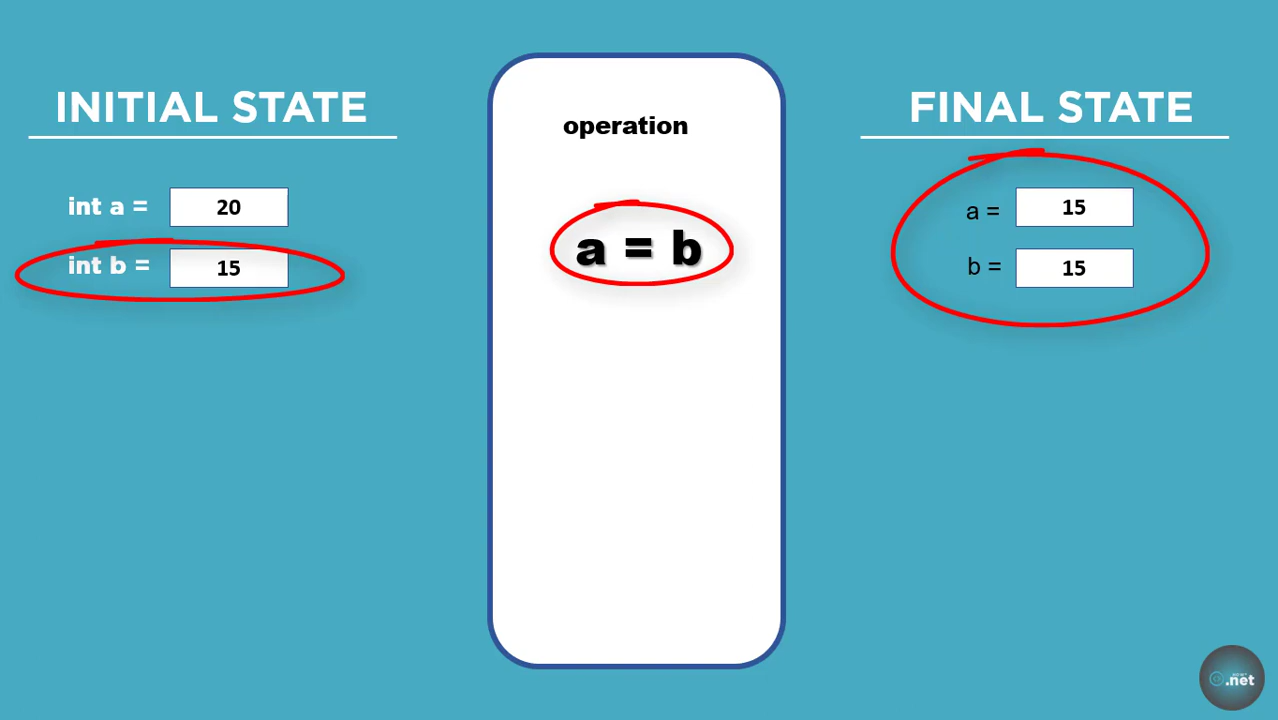 INITIAL STATE
int a = 20
int b = 15
operation
a = b
FINAL STATE
a = 15
b = 15
.net